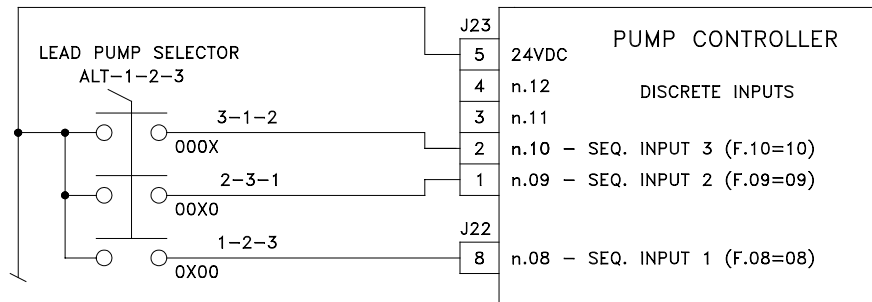 J23
PUMP CONTROLLER
LEAD PUMP SELECTOR
ALT-1-2-3
5 24VDC
4 n.12
DISCRETE INPUTS
3 n.11
3-1-2
000X
2 n.10 - SEQ. INPUT 3 (F.10=10)
2-3-1
00X0
1 n.09 - SEQ. INPUT 2 (F.09=09)
J22
1-2-3
0X00
8 n.08 - SEQ. INPUT 1 (F.08=08)